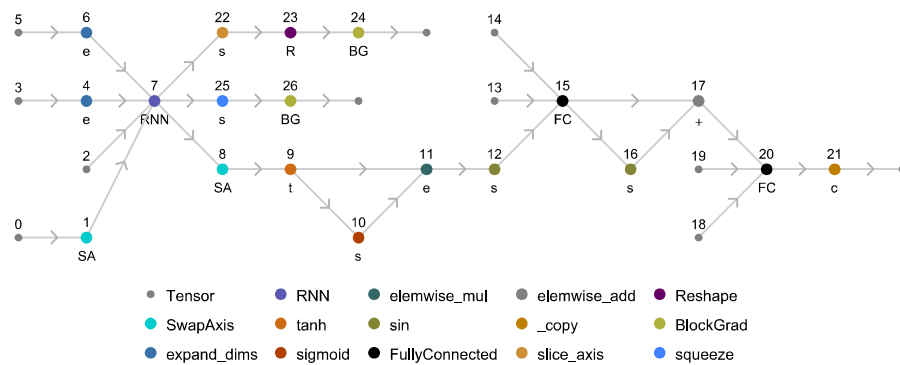 5 6 22 23 24 14
e s R BG
3 4 7 25 26 13 15 17
e RNN s BG FC +
2 8 9 11 12 16 19 20 21
SA t e s s FC c
0 1 10 18
SA s
Tensor RNN elemwise_mul elemwise_add Reshape
SwapAxis tanh sin _copy BlockGrad
expand_dims sigmoid FullyConnected slice_axis squeeze